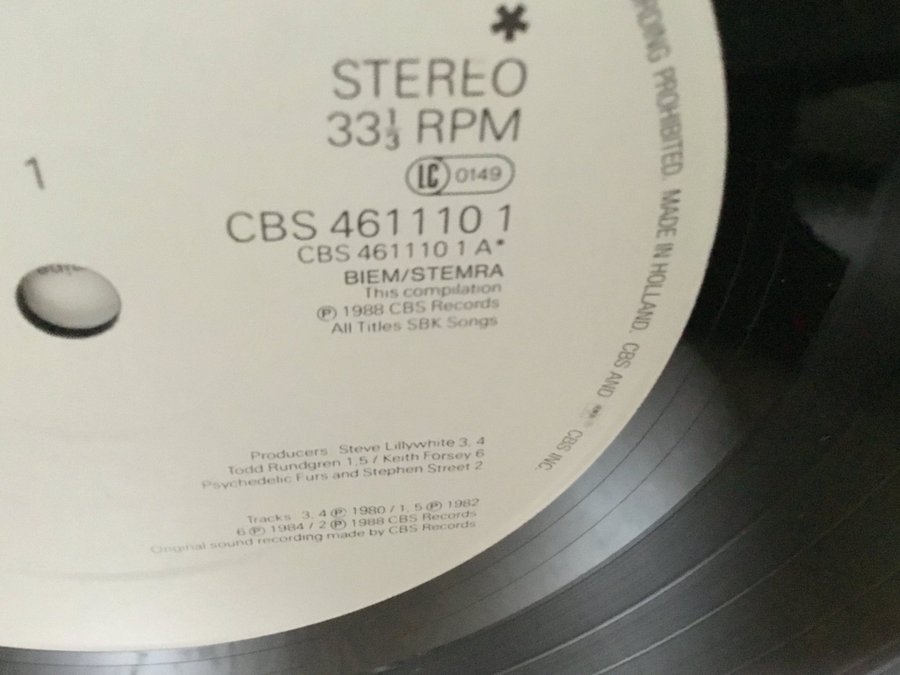 *
STEREO
33⅓ RPM
1
LC 0149
CBS 461110 1
CBS 461110 1 A*
BIEM/STEMRA
This compilation
℗ 1988 CBS Records
All Titles SBK Songs
Producers Steve Lillywhite 3, 4
Todd Rundgren 1,5 / Keith Forsey 6
Psychedelic Furs and Stephen Street 2
Tracks 3, 4 ℗ 1980 / 1, 5 ℗ 1982
6 ℗ 1984 / 2 ℗ 1988 CBS Records
Original sound recording made by CBS Records
PROHIBITED. MADE IN HOLLAND. CBS AND CBS INC.